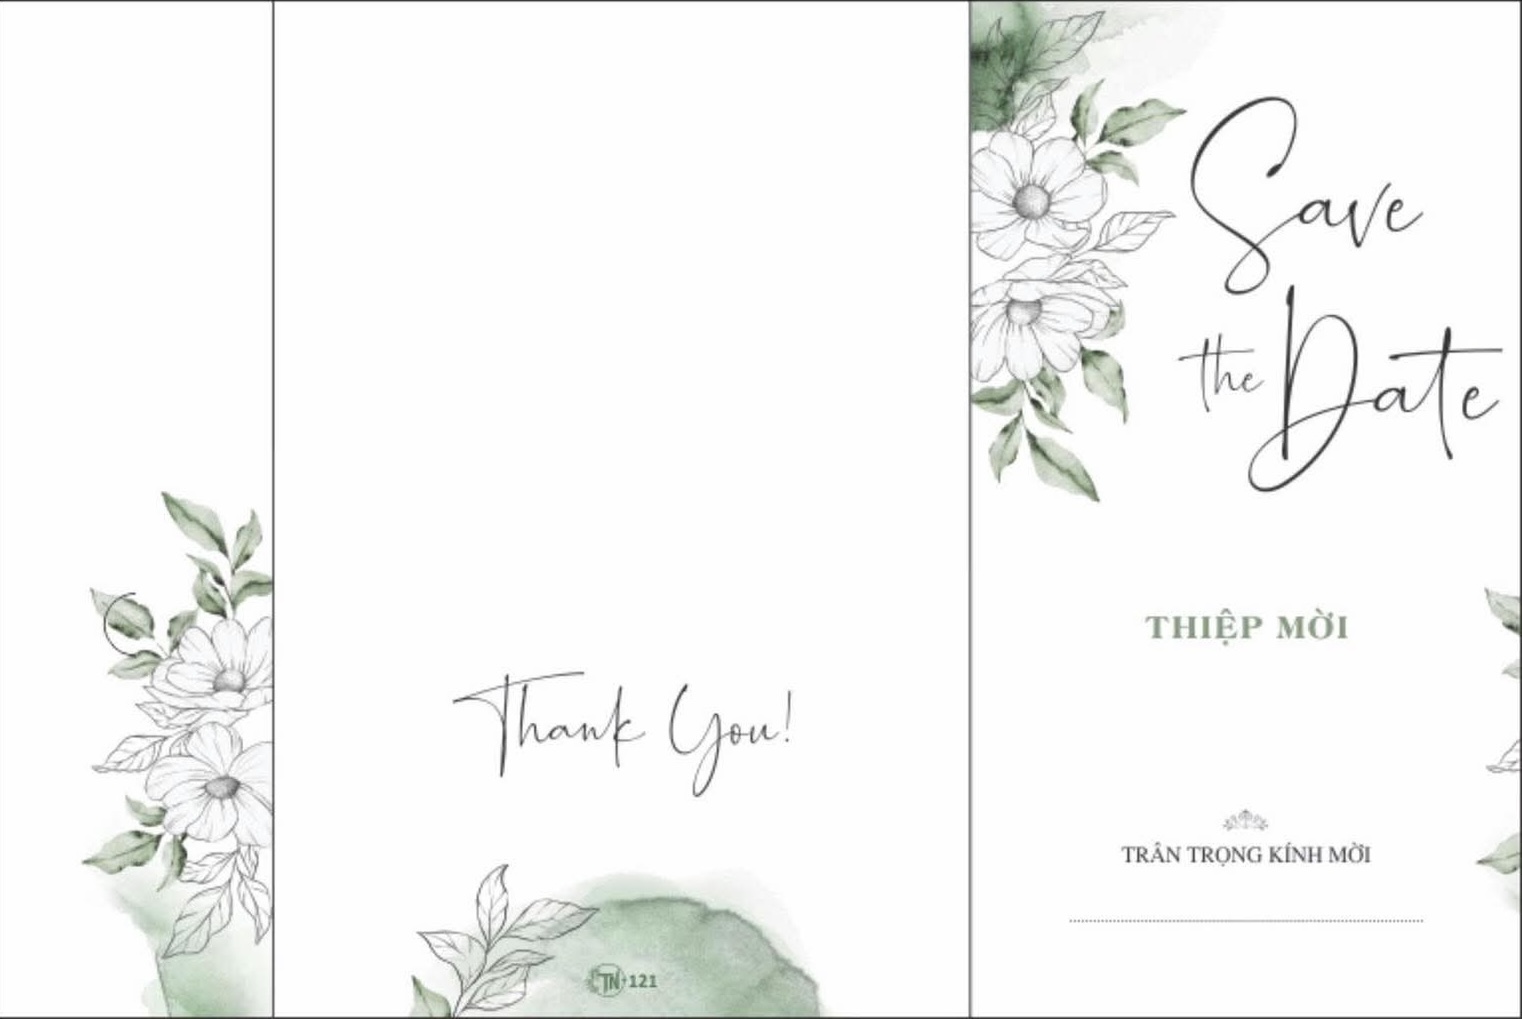 Thank You!
TN-121
Save
the Date
THIỆP MỜI
TRÂN TRỌNG KÍNH MỜI